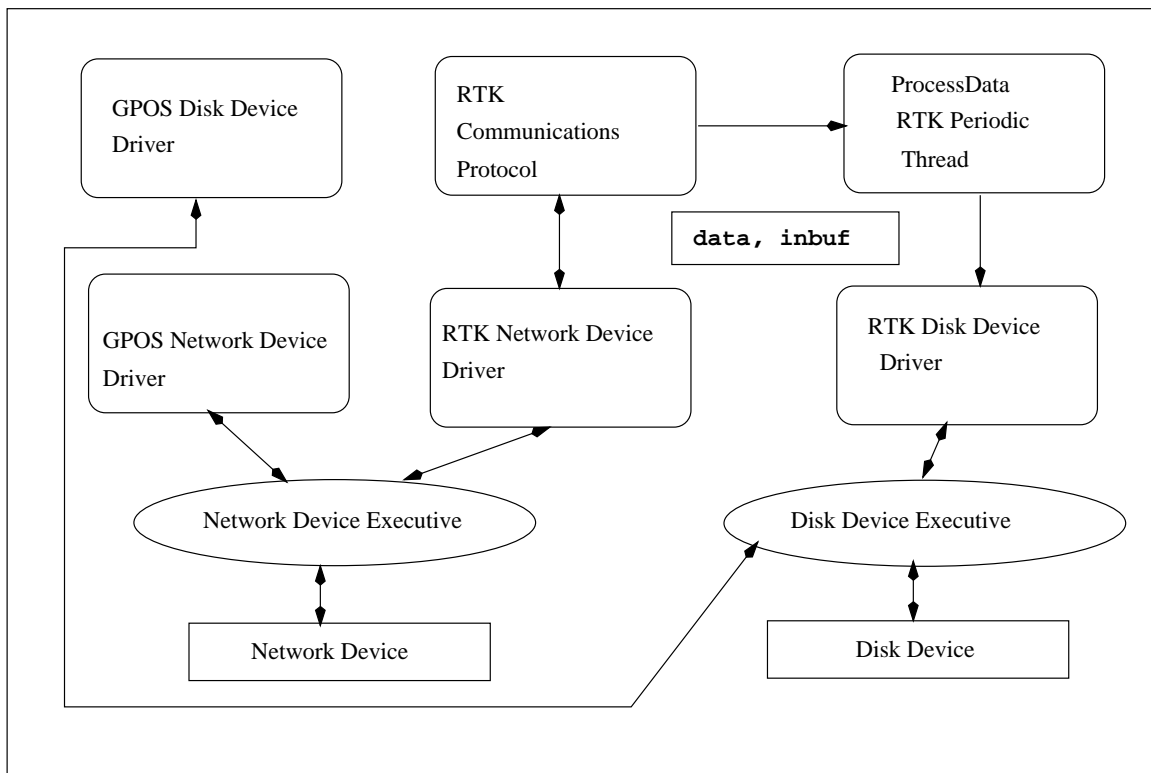 GPOS Disk Device
Driver
RTK
Communications
Protocol
ProcessData
RTK Periodic
Thread
data, inbuf
GPOS Network Device
Driver
RTK Network Device
Driver
RTK Disk Device
Driver
Network Device Executive
Disk Device Executive
Network Device
Disk Device